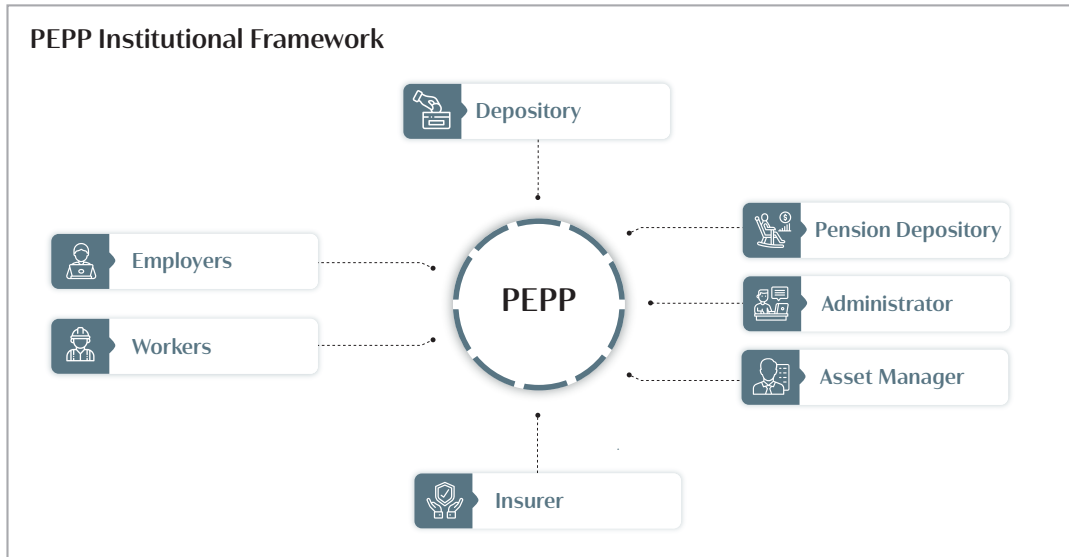 PEPP Institutional Framework
Depository
Pension Depository
Employers
Administrator
PEPP
Workers
Asset Manager
Insurer